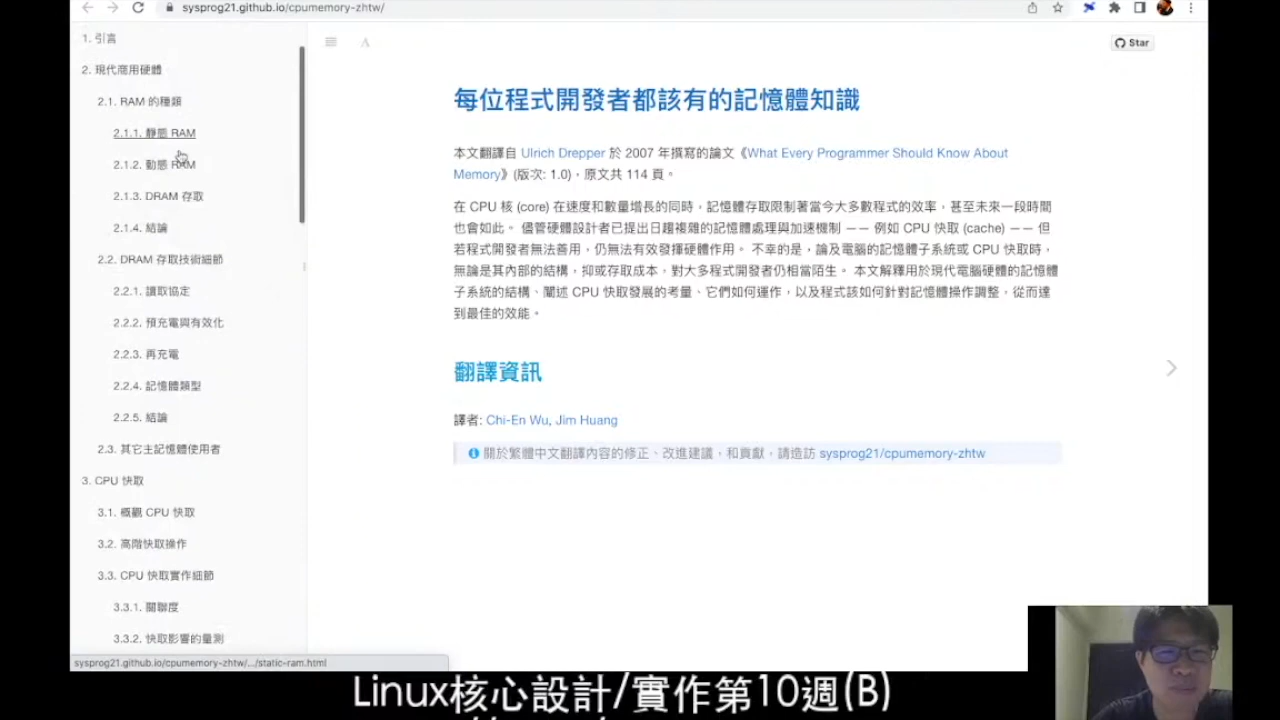 sysprog21.github.io/cpumemory-zhtw/
1. 引言
2. 現代商用硬體
2.1. RAM 的種類
2.1.1. 靜態 RAM
2.1.2. 動態 RAM
2.1.3. DRAM 存取
2.1.4. 結論
2.2. DRAM 存取技術細節
2.2.1. 讀取協定
2.2.2. 預充電與有效化
2.2.3. 再充電
2.2.4. 記憶體類型
2.2.5. 結論
2.3. 其它主記憶體使用者
3. CPU 快取
3.1. 概觀 CPU 快取
3.2. 高階快取操作
3.3. CPU 快取實作細節
3.3.1. 關聯度
3.3.2. 快取影響的量測
sysprog21.github.io/cpumemory-zhtw/.../static-ram.html
A
Star
每位程式開發者都該有的記憶體知識
本文翻譯自 Ulrich Drepper 於 2007 年撰寫的論文《What Every Programmer Should Know About
Memory》(版次: 1.0)，原文共 114 頁。
在 CPU 核 (core) 在速度和數量增長的同時，記憶體存取限制著當今大多數程式的效率，甚至未來一段時間
也會如此。 儘管硬體設計者已提出日趨複雜的記憶體處理與加速機制 —— 例如 CPU 快取 (cache) —— 但
若程式開發者無法善用，仍無法有效發揮硬體作用。 不幸的是，論及電腦的記憶體子系統或 CPU 快取時，
無論是其內部的結構，抑或存取成本，對大多程式開發者仍相當陌生。 本文解釋用於現代電腦硬體的記憶體
子系統的結構、闡述 CPU 快取發展的考量、它們如何運作，以及程式該如何針對記憶體操作調整，從而達
到最佳的效能。
翻譯資訊
譯者: Chi-En Wu, Jim Huang
關於繁體中文翻譯內容的修正、改進建議，和貢獻，請造訪 sysprog21/cpumemory-zhtw
Linux核心設計/實作第10週(B)